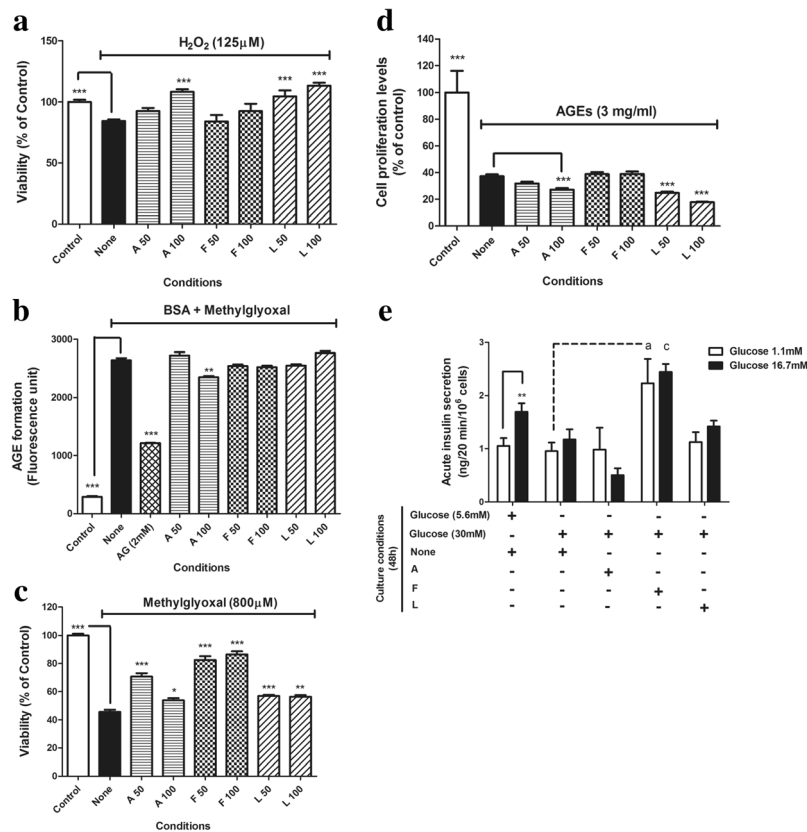 a
H₂O₂ (125μM)
Viability (% of Control)
150
100
50
0
***
***
***
***
Control
None
A 50
A 100
F 50
F 100
L 50
L 100
Conditions
b
BSA + Methylglyoxal
AGE formation
(Fluorescence unit)
3000
2000
1000
0
***
***
**
Control
None
AG (2mM)
A 50
A 100
F 50
F 100
L 50
L 100
Conditions
c
Methylglyoxal (800μM)
Viability (% of Control)
120
100
80
60
40
20
0
***
***
*
***
***
***
**
Control
None
A 50
A 100
F 50
F 100
L 50
L 100
Conditions
d
AGEs (3 mg/ml)
Cell proliferation levels
(% of control)
140
120
100
80
60
40
20
0
***
***
***
***
Control
None
A 50
A 100
F 50
F 100
L 50
L 100
Conditions
e
Acute insulin secretion
(ng/20 min/10⁶ cells)
3
2
1
0
**
a
c
Glucose 1.1mM
Glucose 16.7mM
Culture conditions
(48h)
Glucose (5.6mM) + - - - -
Glucose (30mM) - + + + +
None + + - - -
A - - + - -
F - - - + -
L - - - - +